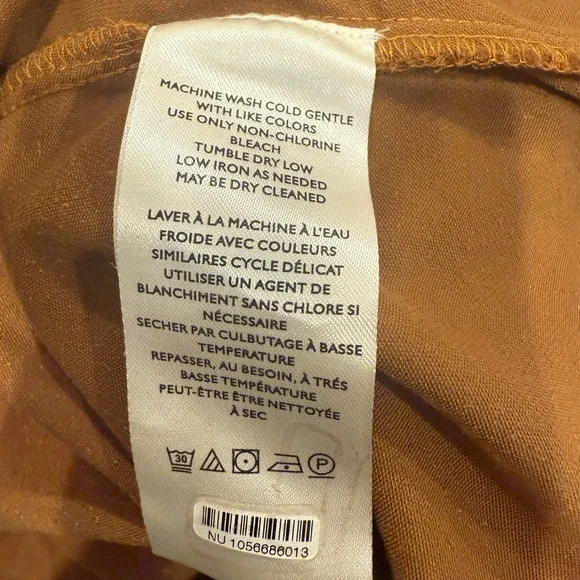 MACHINE WASH COLD GENTLE
WITH LIKE COLORS
USE ONLY NON-CHLORINE
BLEACH
TUMBLE DRY LOW
LOW IRON AS NEEDED
MAY BE DRY CLEANED
LAVER À LA MACHINE À L'EAU
FROIDE AVEC COULEURS
SIMILAIRES CYCLE DÉLICAT
UTILISER UN AGENT DE
BLANCHIMENT SANS CHLORE SI
NÉCESSAIRE
SECHER PAR CULBUTAGE À BASSE
TEMPERATURE
REPASSER, AU BESOIN, À TRÉS
BASSE TEMPÉRATURE
PEUT-ÊTRE ÊTRE NETTOYÉE
À SEC
30 P
NU 1056686013